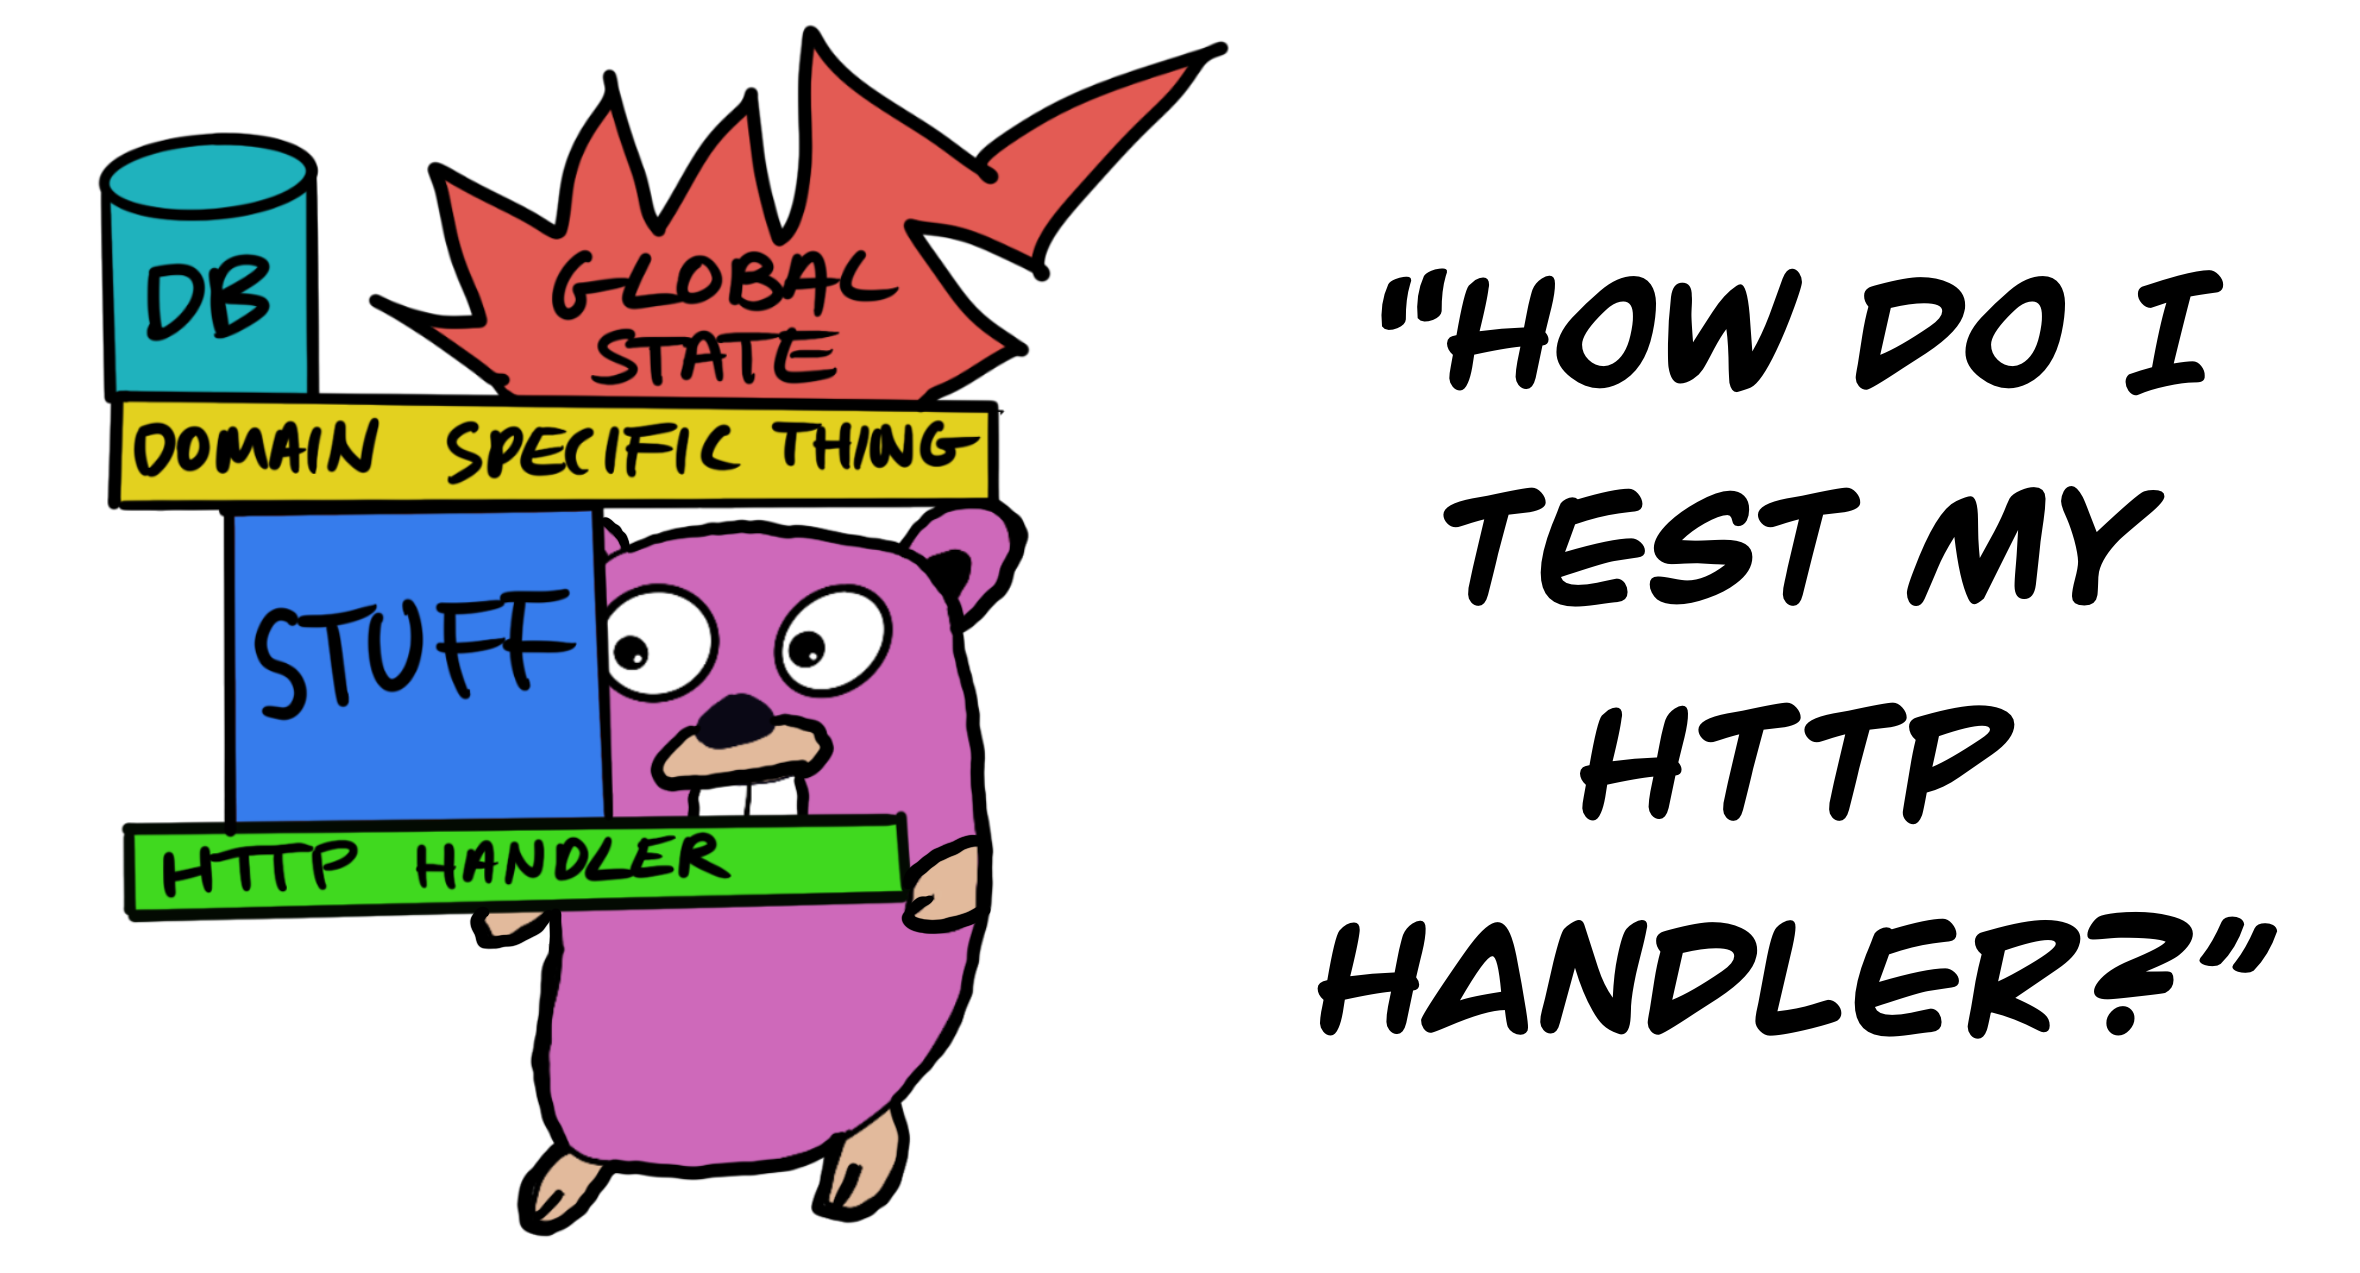 DB
GLOBAL
STATE
DOMAIN SPECIFIC THING
STUFF
HTTP HANDLER
"HOW DO I
TEST MY
HTTP
HANDLER?"